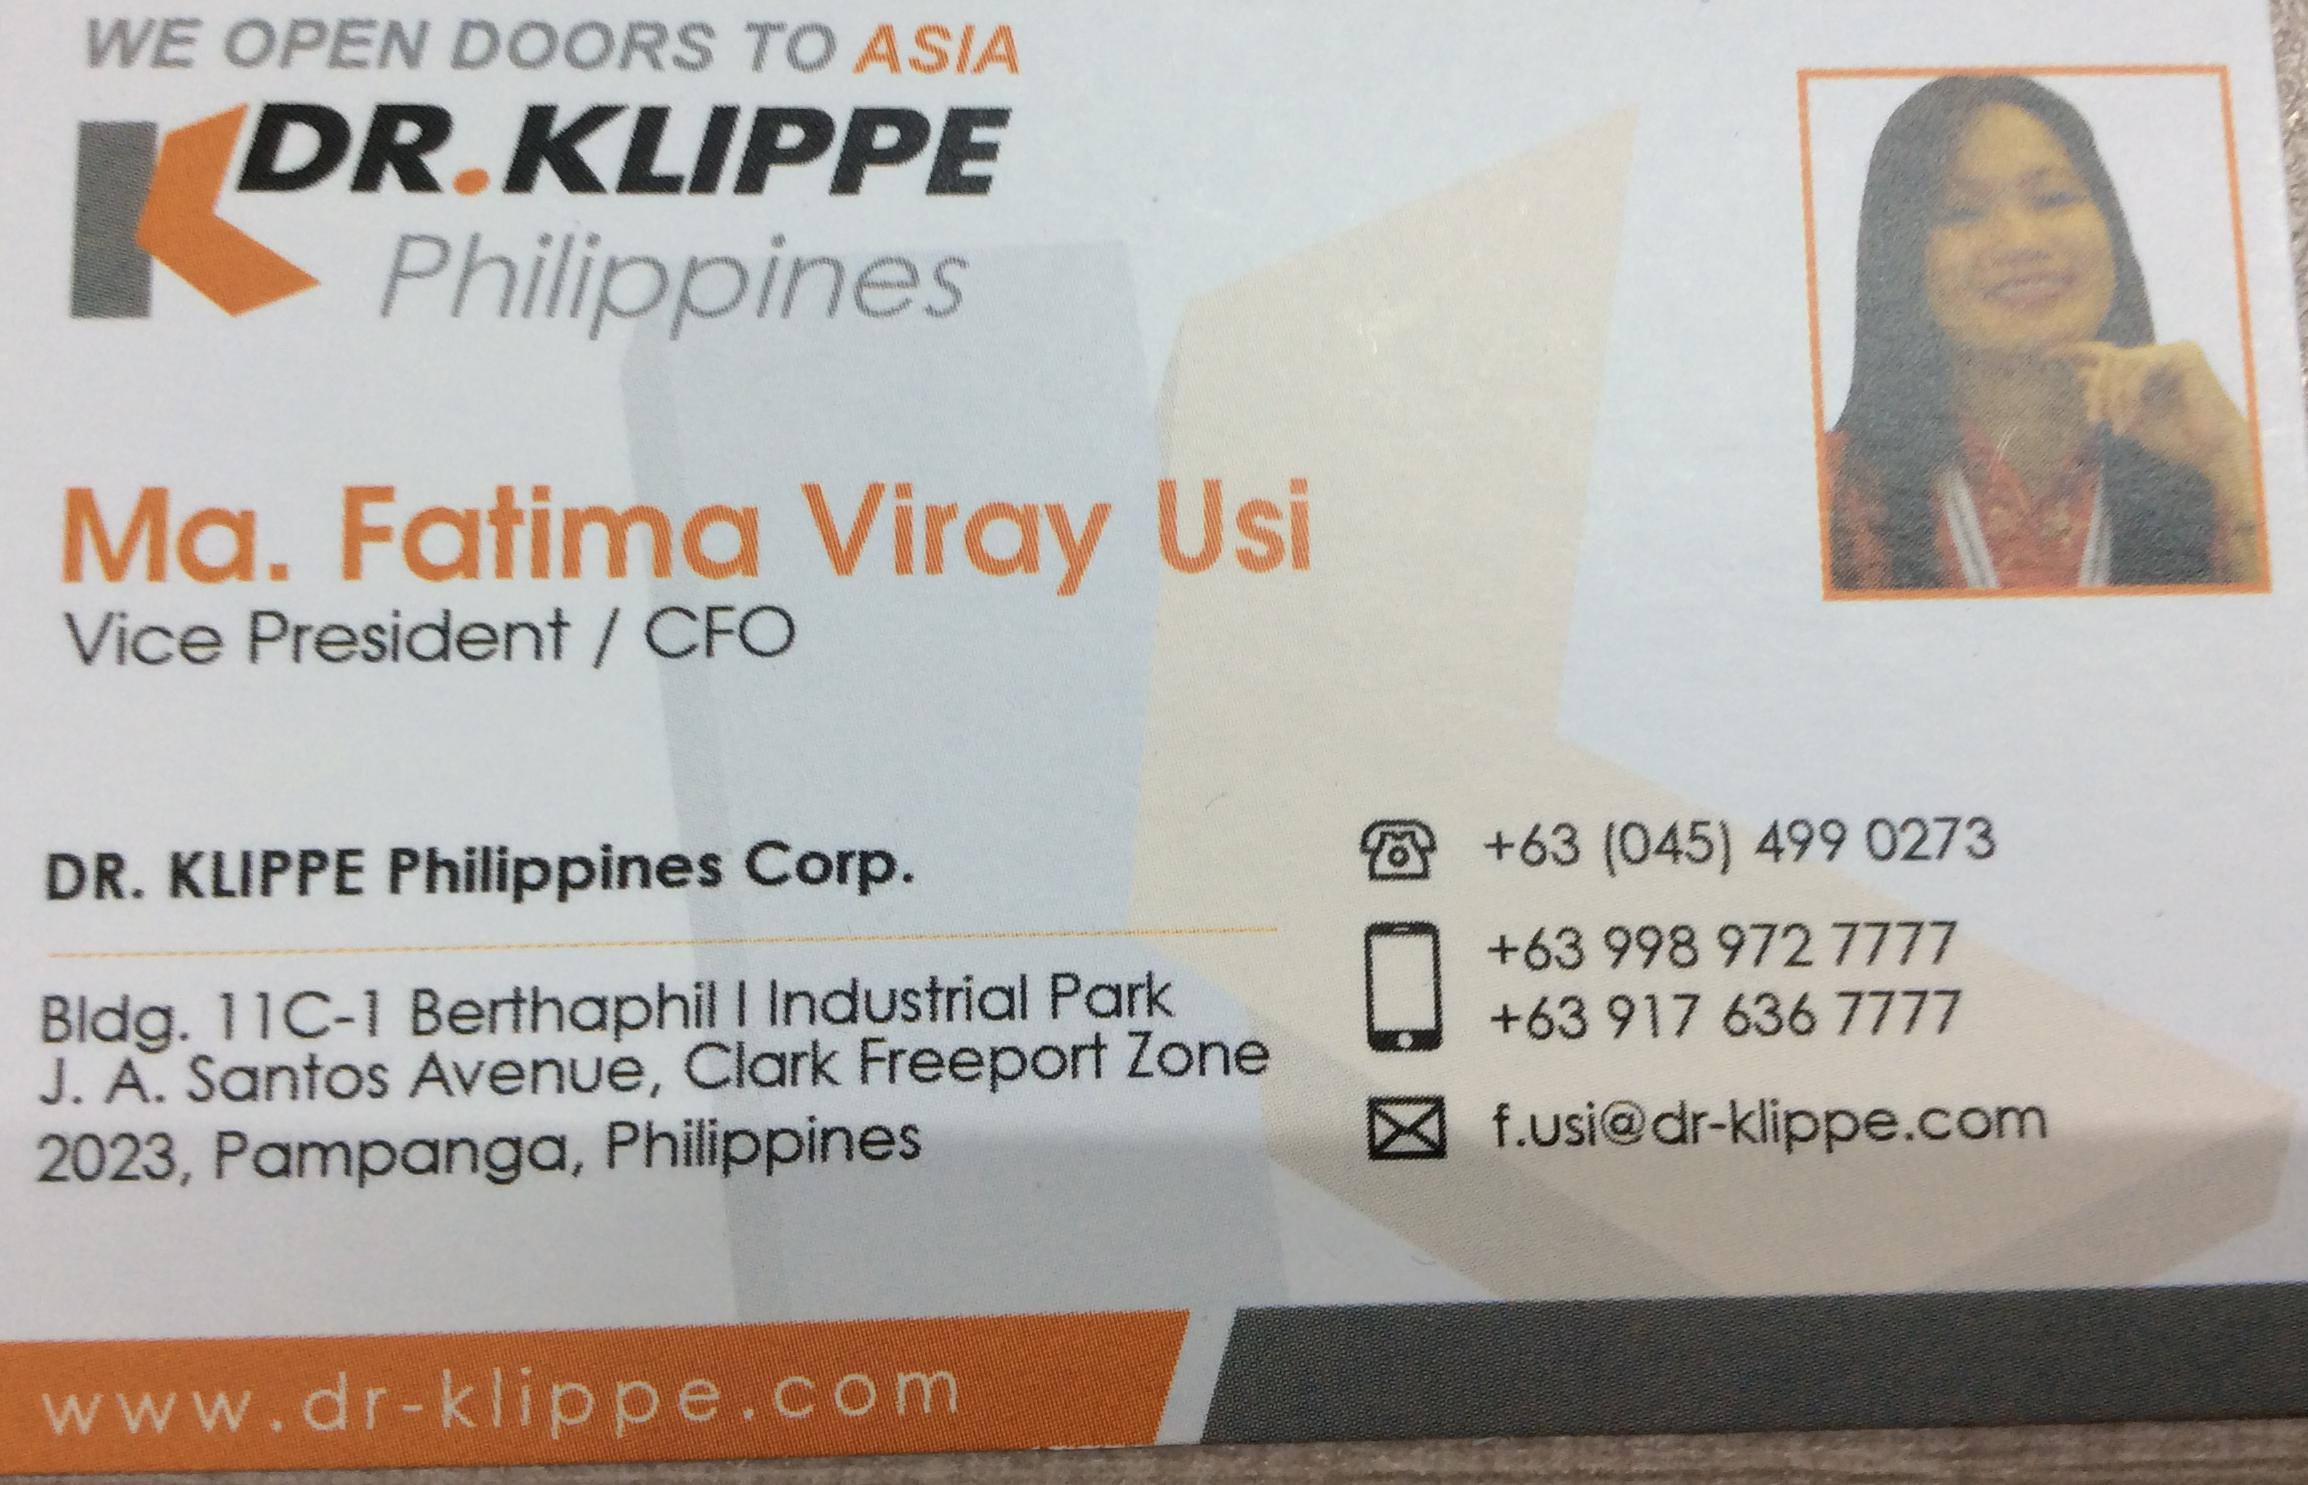 WE OPEN DOORS TO ASIA
DR.KLIPPE
Philippines
Ma. Fatima Viray Usi
Vice President / CFO
DR. KLIPPE Philippines Corp.
Bldg. 11C-1 Berthaphil I Industrial Park
J. A. Santos Avenue, Clark Freeport Zone
2023, Pampanga, Philippines
+63 (045) 499 0273
+63 998 972 7777
+63 917 636 7777
f.usi@dr-klippe.com
www.dr-klippe.com